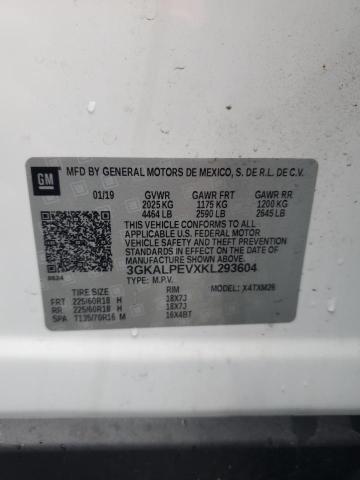 GM
MFD BY GENERAL MOTORS DE MEXICO, S. DE R.L. DE C.V.
01/19 GVWR GAWR FRT GAWR RR
2025 KG 1175 KG 1200 KG
4464 LB 2590 LB 2645 LB
THIS VEHICLE CONFORMS TO ALL APPLICABLE
U.S. FEDERAL MOTOR VEHICLE SAFETY, BUMPER, AND THEFT PREVENTION
STANDARDS IN EFFECT ON THE DATE OF
MANUFACTURE SHOWN ABOVE.
3GKALPEVXKL293604
TYPE: M.P.V. MODEL: X4TXM26
TIRE SIZE RIM
FRT 225/60R18 H 18X7J
RR 225/60R18 H 18X7J
SPA T135/70R16 M 16X4BT